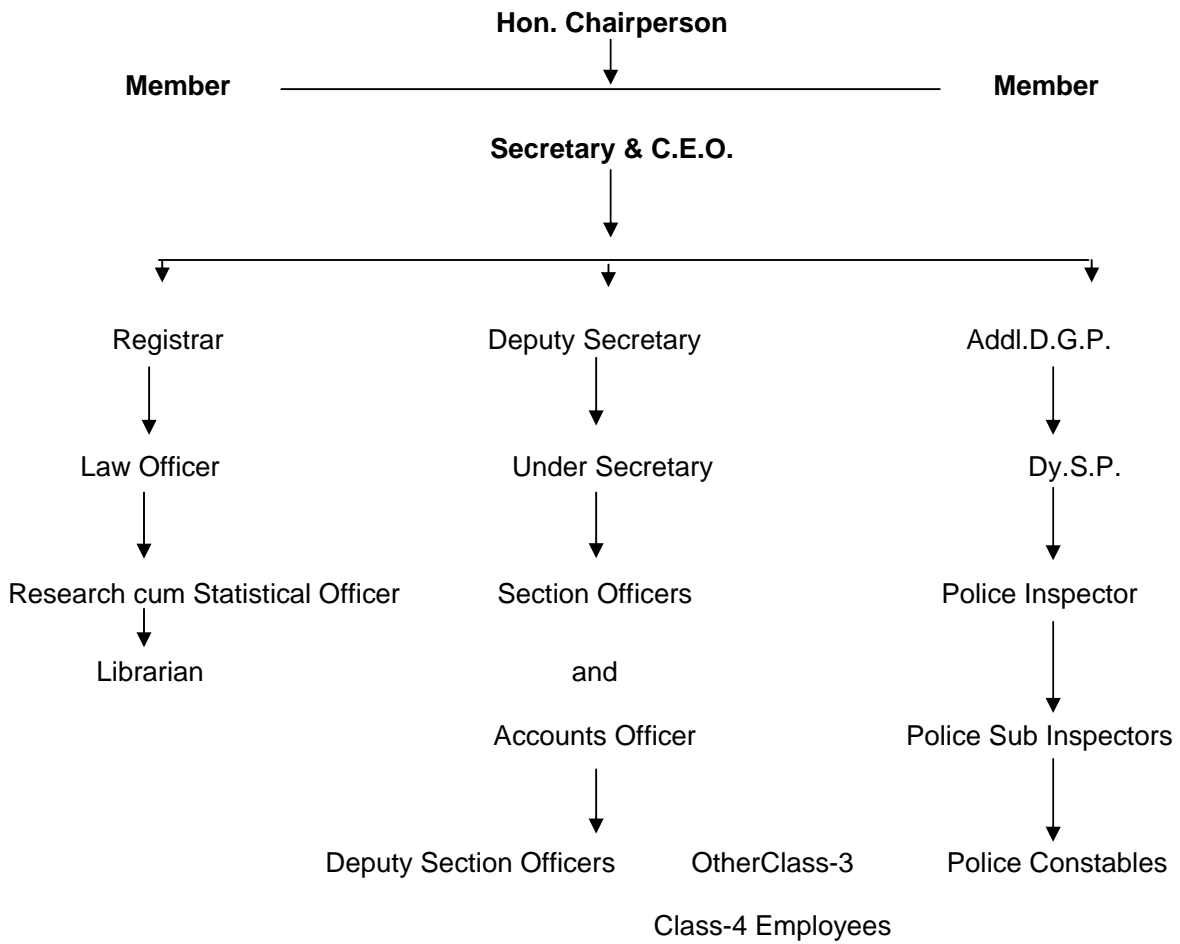 Hon. Chairperson
Member Member
Secretary & C.E.O.
Registrar Deputy Secretary Addl.D.G.P.
Law Officer Under Secretary Dy.S.P.
Research cum Statistical Officer Section Officers Police Inspector
Librarian and
Accounts Officer Police Sub Inspectors
Deputy Section Officers OtherClass-3 Police Constables
Class-4 Employees